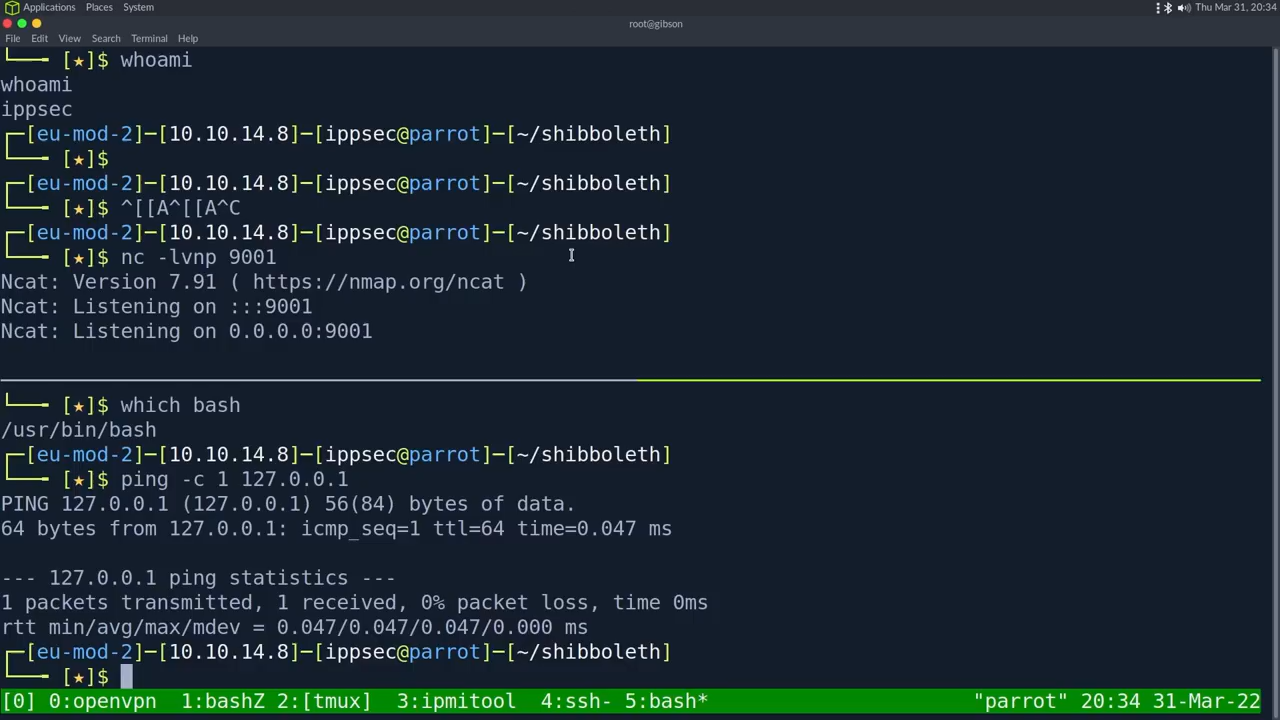 Applications Places System
Thu Mar 31, 20:34
root@gibson
File Edit View Search Terminal Help
└── [★]$ whoami
whoami
ippsec
┌─[eu-mod-2]─[10.10.14.8]─[ippsec@parrot]─[~/shibboleth]
└── [★]$
┌─[eu-mod-2]─[10.10.14.8]─[ippsec@parrot]─[~/shibboleth]
└── [★]$ ^[[A^[[A^C
┌─[eu-mod-2]─[10.10.14.8]─[ippsec@parrot]─[~/shibboleth]
└── [★]$ nc -lvnp 9001
Ncat: Version 7.91 ( https://nmap.org/ncat )
Ncat: Listening on :::9001
Ncat: Listening on 0.0.0.0:9001
└── [★]$ which bash
/usr/bin/bash
┌─[eu-mod-2]─[10.10.14.8]─[ippsec@parrot]─[~/shibboleth]
└── [★]$ ping -c 1 127.0.0.1
PING 127.0.0.1 (127.0.0.1) 56(84) bytes of data.
64 bytes from 127.0.0.1: icmp_seq=1 ttl=64 time=0.047 ms
--- 127.0.0.1 ping statistics ---
1 packets transmitted, 1 received, 0% packet loss, time 0ms
rtt min/avg/max/mdev = 0.047/0.047/0.047/0.000 ms
┌─[eu-mod-2]─[10.10.14.8]─[ippsec@parrot]─[~/shibboleth]
└── [★]$
[0] 0:openvpn 1:bashZ 2:[tmux] 3:ipmitool 4:ssh- 5:bash* "parrot" 20:34 31-Mar-22